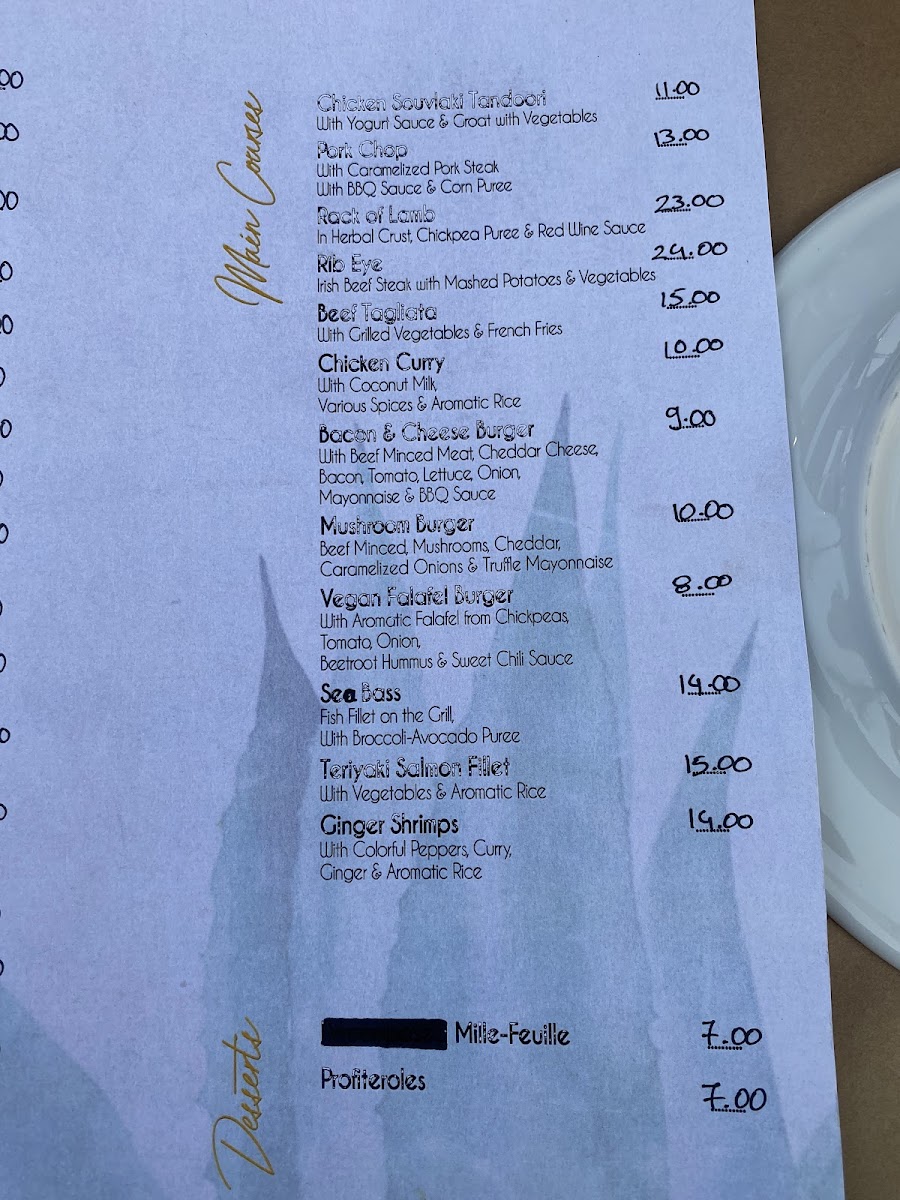 Main Courses
Chicken Souvlaki Tandoori 11.00
With Yogurt Sauce & Groat with Vegetables
Pork Chop 13.00
With Caramelized Pork Steak
With BBQ Sauce & Corn Puree
Rack of Lamb 23.00
In Herbal Crust, Chickpea Puree & Red Wine Sauce
Rib Eye 24.00
Irish Beef Steak with Mashed Potatoes & Vegetables
Beef Tagliata 15.00
With Grilled Vegetables & French Fries
Chicken Curry 10.00
With Coconut Milk,
Various Spices & Aromatic Rice
Bacon & Cheese Burger 9.00
With Beef Minced Meat, Cheddar Cheese,
Bacon, Tomato, Lettuce, Onion,
Mayonnaise & BBQ Sauce
Mushroom Burger 10.00
Beef Minced, Mushrooms, Cheddar,
Caramelized Onions & Truffle Mayonnaise
Vegan Falafel Burger 8.00
With Aromatic Falafel from Chickpeas,
Tomato, Onion,
Beetroot Hummus & Sweet Chili Sauce
Sea Bass 14.00
Fish Fillet on the Grill,
With Broccoli-Avocado Puree
Teriyaki Salmon Fillet 15.00
With Vegetables & Aromatic Rice
Ginger Shrimps 14.00
With Colorful Peppers, Curry,
Ginger & Aromatic Rice
Desserts
Mille-Feuille 7.00
Profiteroles 7.00